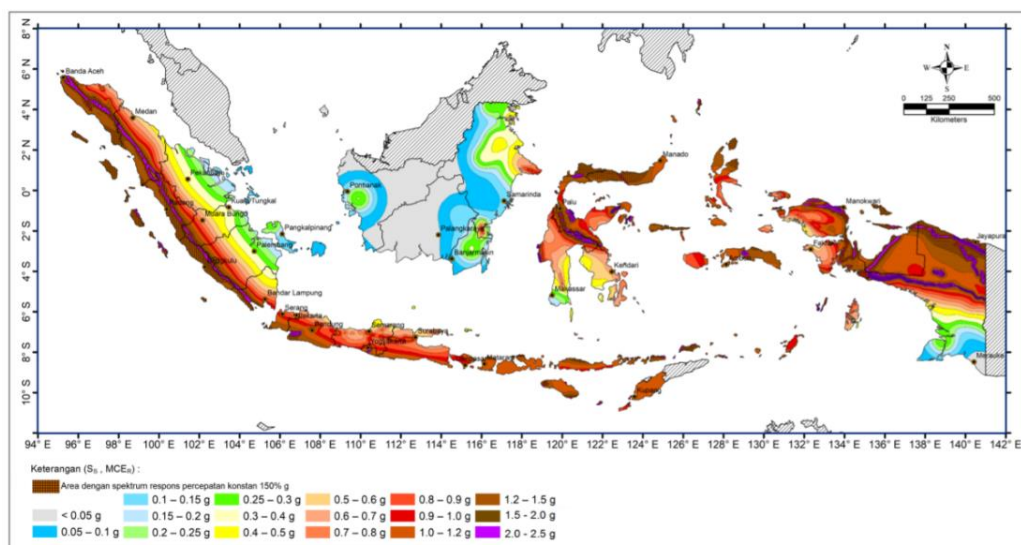 8° N
6° N
4° N
2° N
0°
2° S
4° S
6° S
8° S
10° S
N
W E
S
0 125 250 500
Kilometers
Banda Aceh
Medan
Manado
Pontianak
Samarinda
Manokwari
Palu
Muara Bungo
Kuala Tungkal
Pangkalpinang
Palangkaraya
Jayapura
Palembang
Banjarmasin
Bengkulu
Kendari
Bandar Lampung
Makassar
Serang
Jakarta
Bandung
Semarang
Surabaya
Mataram
Kupang
Merauke
94° E 96° E 98° E 100° E 102° E 104° E 106° E 108° E 110° E 112° E 114° E 116° E 118° E 120° E 122° E 124° E 126° E 128° E 130° E 132° E 134° E 136° E 138° E 140° E
Keterangan (SS , MCER) :
Area dengan spektrum respons percepatan konstan 150% g
0.1 – 0.15 g 0.25 – 0.3 g 0.5 – 0.6 g 0.8 – 0.9 g 1.2 – 1.5 g
< 0.05 g 0.15 – 0.2 g 0.3 – 0.4 g 0.6 – 0.7 g 0.9 – 1.0 g 1.5 - 2.0 g
0.05 – 0.1 g 0.2 – 0.25 g 0.4 – 0.5 g 0.7 – 0.8 g 1.0 – 1.2 g 2.0 - 2.5 g